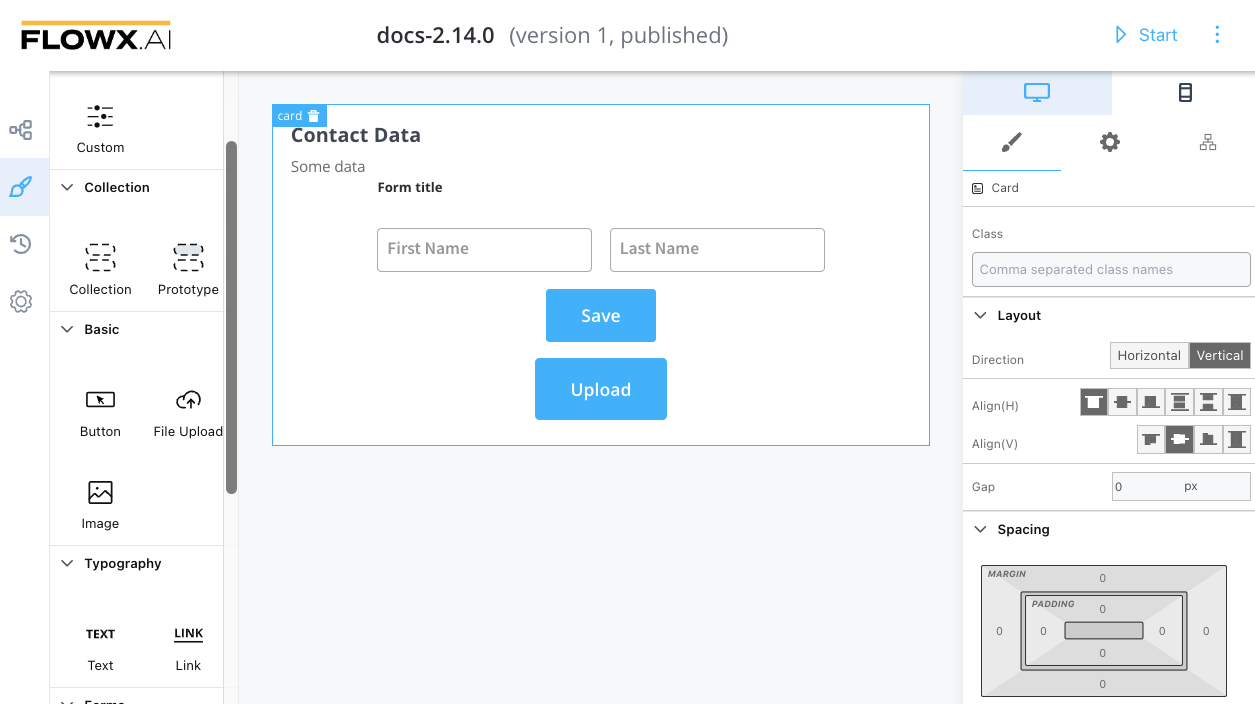 FLOWX.AI
docs-2.14.0 (version 1, published)
Start
Custom
Collection
Collection
Prototype
Basic
Button
File Upload
Image
Typography
TEXT
LINK
Text
Link
Forms
card
Contact Data
Some data
Form title
First Name
Last Name
Save
Upload
Card
Class
Comma separated class names
Layout
Direction
Horizontal
Vertical
Align(H)
Align(V)
Gap
0
px
Spacing
MARGIN
0
PADDING
0
0
0
0
0
0
0